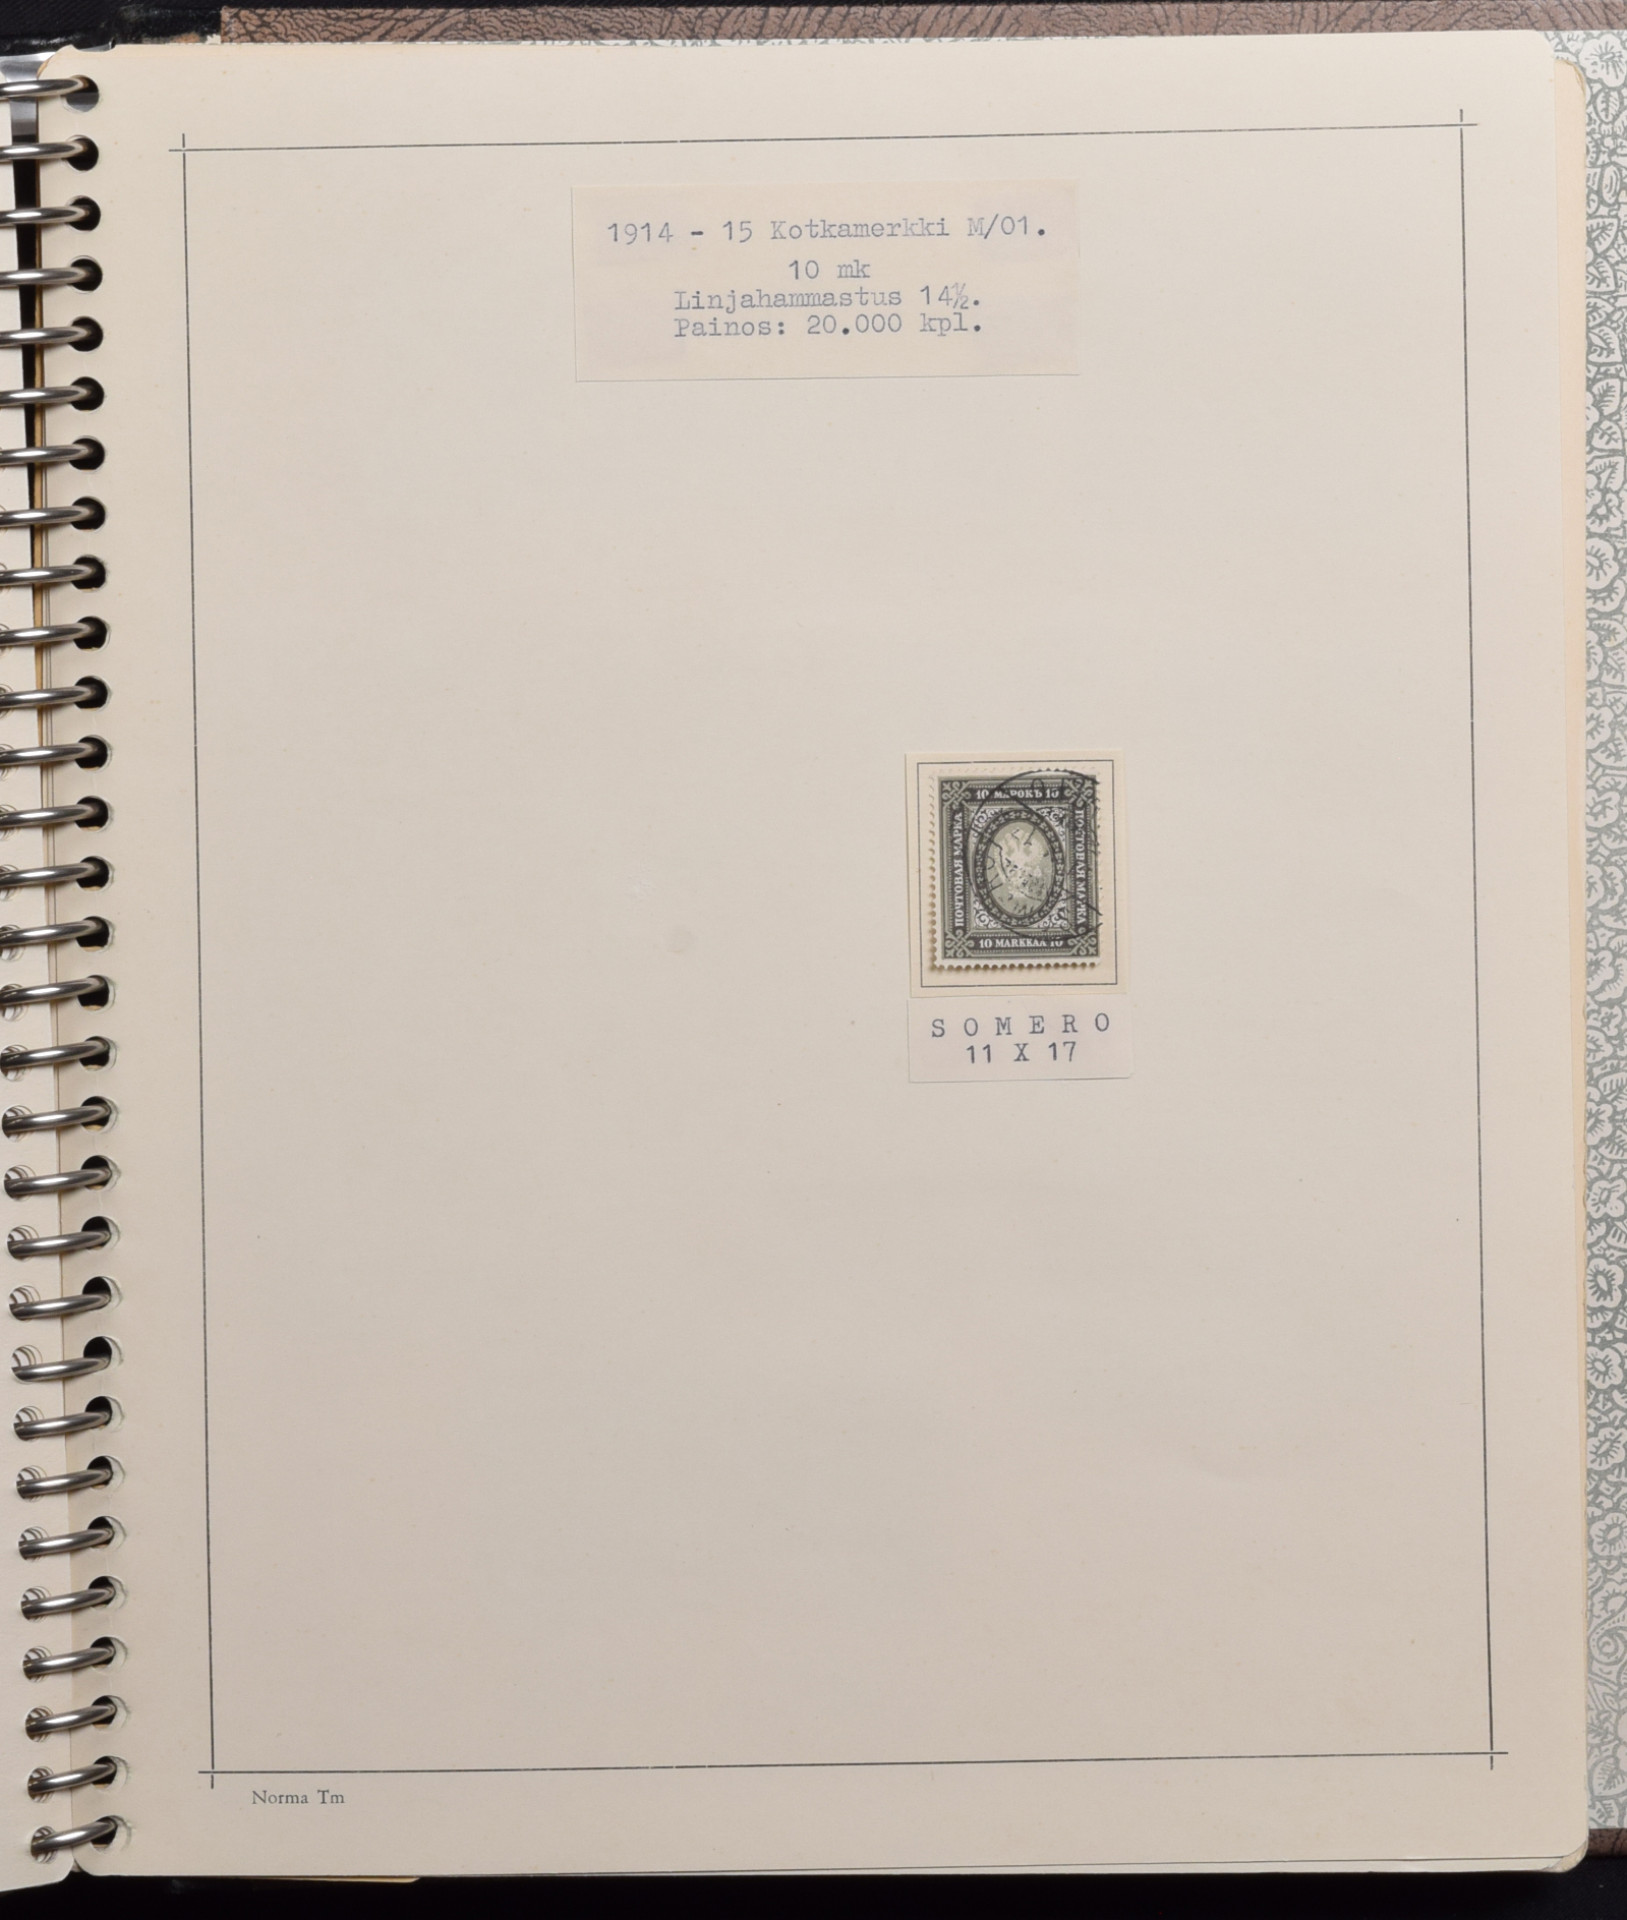 1914 - 15 Kotkamerkki M/01.
10 mk
Linjahammastus 14½.
Painos: 20.000 kpl.
10 МАРОКЪ 10
ПОЧТОВАЯ МАРКА
ПОЧТОВАЯ МАРКА
10 MARKKAA 10
S O M E R O
11 X 17
Norma Tm